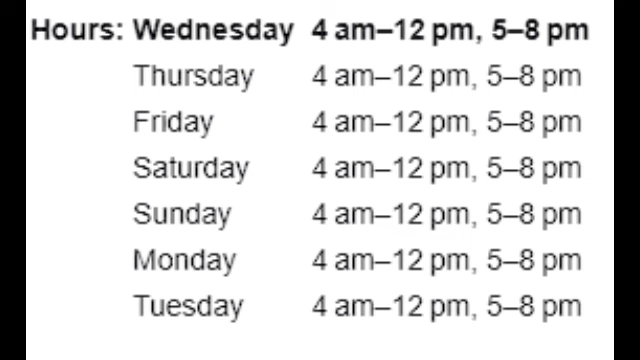 Hours: Wednesday 4 am–12 pm, 5–8 pm
Thursday 4 am–12 pm, 5–8 pm
Friday 4 am–12 pm, 5–8 pm
Saturday 4 am–12 pm, 5–8 pm
Sunday 4 am–12 pm, 5–8 pm
Monday 4 am–12 pm, 5–8 pm
Tuesday 4 am–12 pm, 5–8 pm